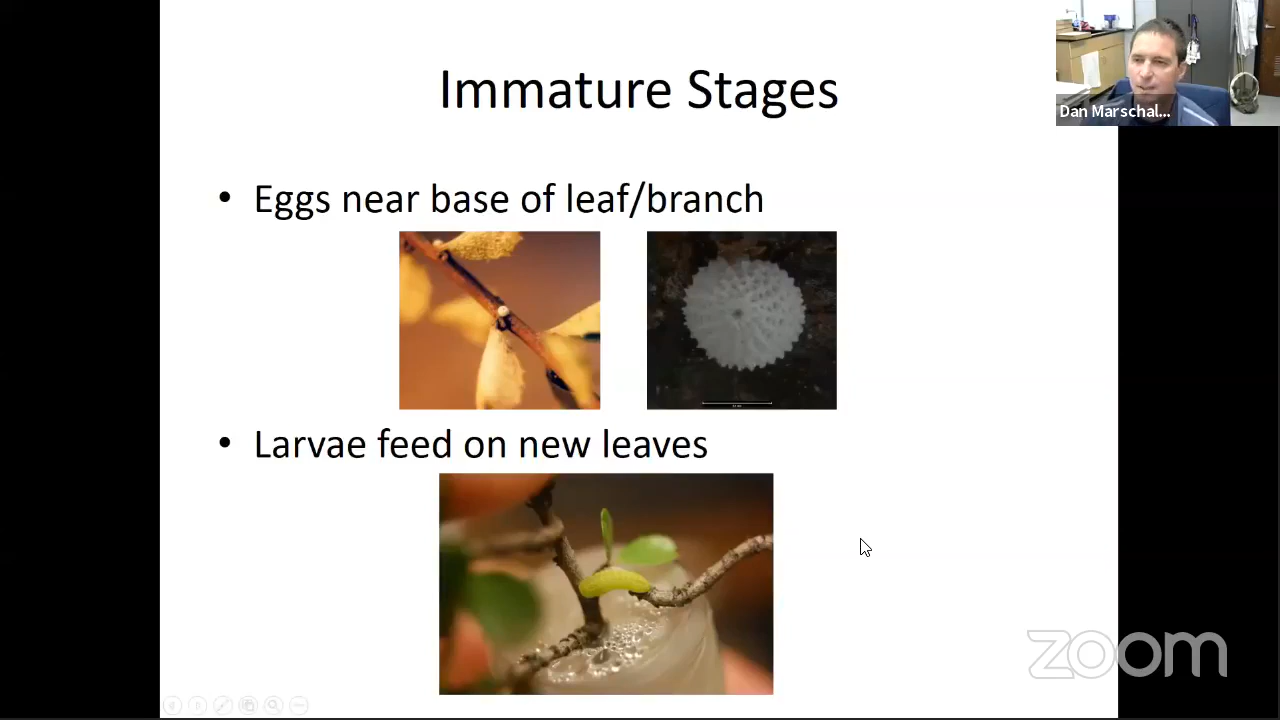 Immature Stages
Dan Marschal...
• Eggs near base of leaf/branch
• Larvae feed on new leaves
zoom